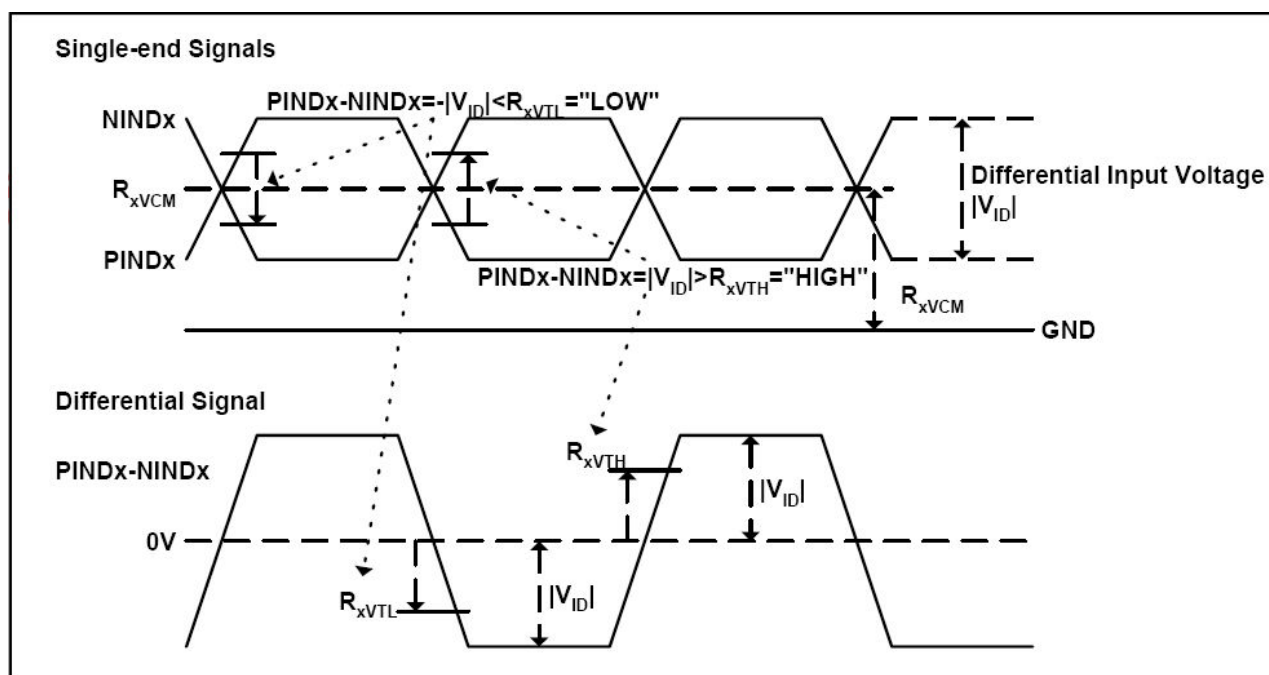 Single-end Signals
PINDx-NINDx=-|VID|<RxVTL="LOW"
NINDx
RxVCM
Differential Input Voltage
|VID|
PINDx
PINDx-NINDx=|VID|>RxVTH="HIGH"
RxVCM
GND
Differential Signal
RxVTH
PINDx-NINDx
|VID|
0V
RxVTL
|VID|